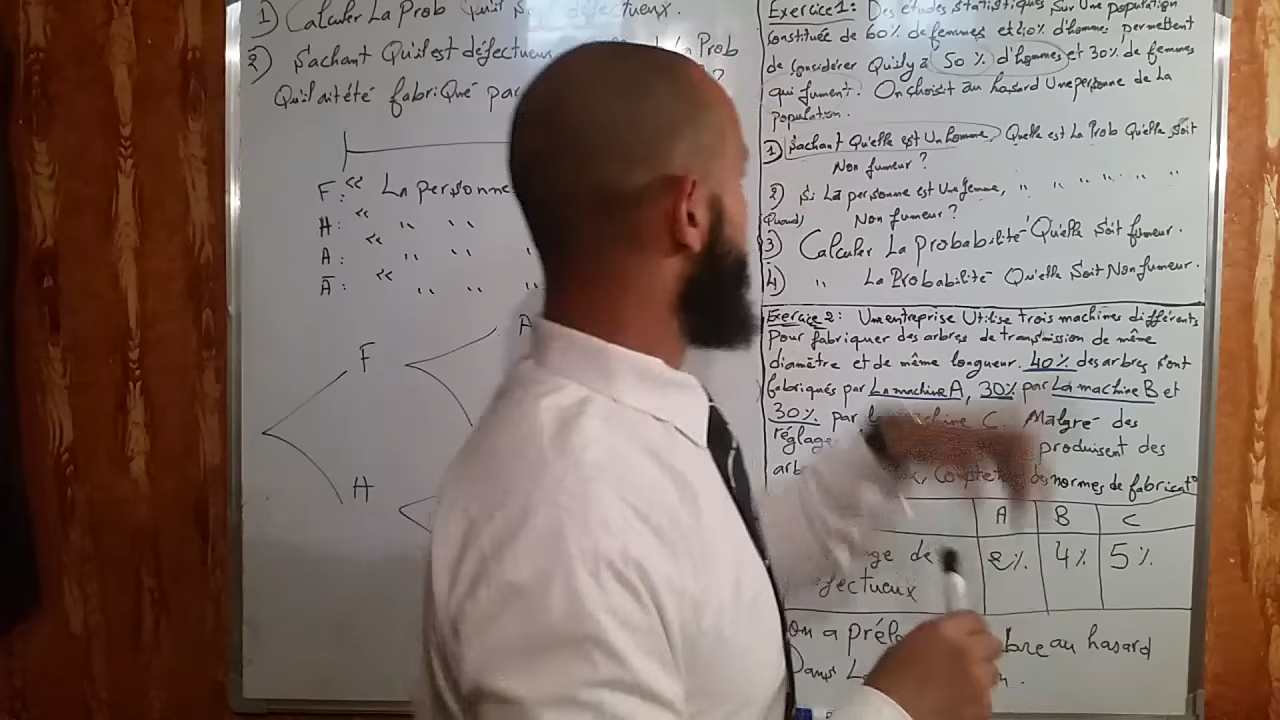 1) Calculer La Prob qu'il soit défectueux.
2) Sachant Qu'il est défectueux la Prob
Qu'il ait été fabriqué par ?
F: « La personne
H: « " "
A: « " "
Ā: « " "
F
A
H
Exercice 1: Des études statistiques sur une population
constituée de 60% de femmes et 40% d'hommes permettent
de considérer Qu'il y a 50 % d'hommes et 30% de femmes
qui fument. On choisit au hasard Une personne de La
population.
1) Sachant Qu'elle est Un homme, Quelle est La Prob Qu'elle soit
Non fumeur ?
2) Si La personne est Une femme, " " " " " "
(Quand) Non fumeur ?
3) Calculer La probabilité Qu'elle soit fumeur.
4) " La Probabilité Qu'elle Soit Non fumeur.
Exercice 2: Une entreprise Utilise trois machines différents
Pour fabriquer des arbres de transmission de même
diamètre et de même longueur. 40% des arbres sont
fabriqués par La machine A, 30% par La machine B et
30% par la machine C. Malgré des
réglage produisent des
arb Compte des normes de fabricat°
A B C
ge de 2% 4% 5%
fectueux
on a prél bre au hasard
Dans L n.